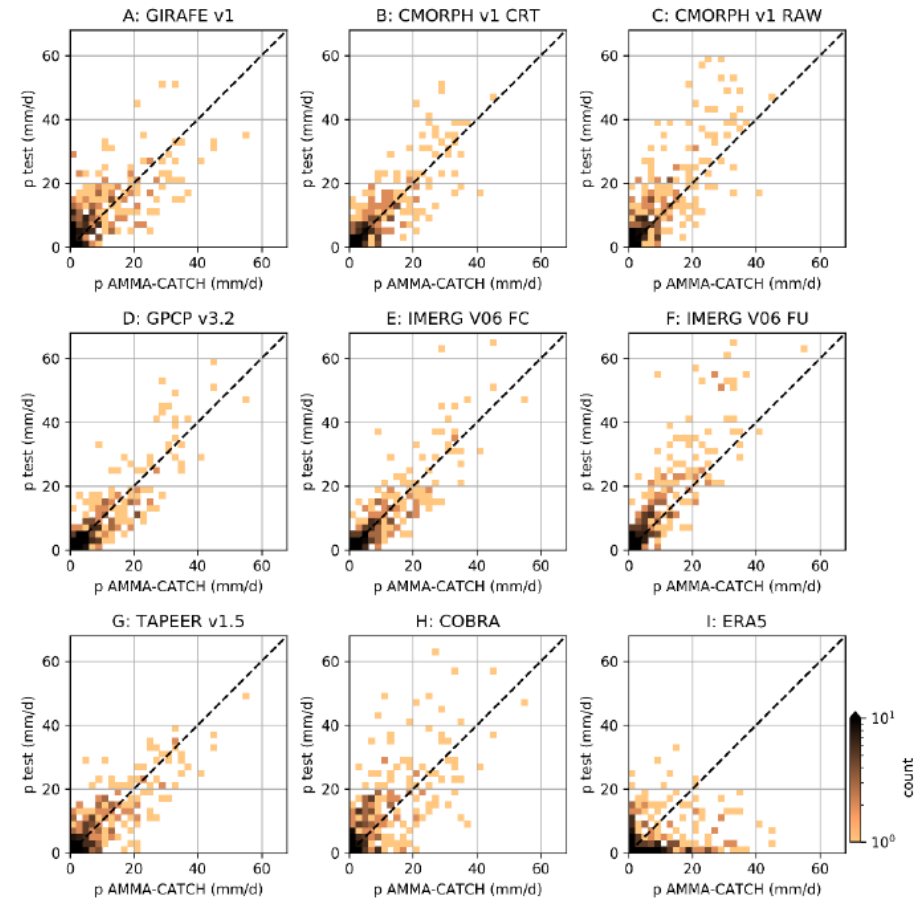 A: GIRAFE v1
B: CMORPH v1 CRT
C: CMORPH v1 RAW
p test (mm/d)
60
40
20
0
0 20 40 60
p AMMA-CATCH (mm/d)
p test (mm/d)
60
40
20
0
0 20 40 60
p AMMA-CATCH (mm/d)
p test (mm/d)
60
40
20
0
0 20 40 60
p AMMA-CATCH (mm/d)
D: GPCP v3.2
E: IMERG V06 FC
F: IMERG V06 FU
p test (mm/d)
60
40
20
0
0 20 40 60
p AMMA-CATCH (mm/d)
p test (mm/d)
60
40
20
0
0 20 40 60
p AMMA-CATCH (mm/d)
p test (mm/d)
60
40
20
0
0 20 40 60
p AMMA-CATCH (mm/d)
G: TAPEER v1.5
H: COBRA
I: ERA5
p test (mm/d)
60
40
20
0
0 20 40 60
p AMMA-CATCH (mm/d)
p test (mm/d)
60
40
20
0
0 20 40 60
p AMMA-CATCH (mm/d)
p test (mm/d)
60
40
20
0
0 20 40 60
p AMMA-CATCH (mm/d)
10¹
count
10⁰